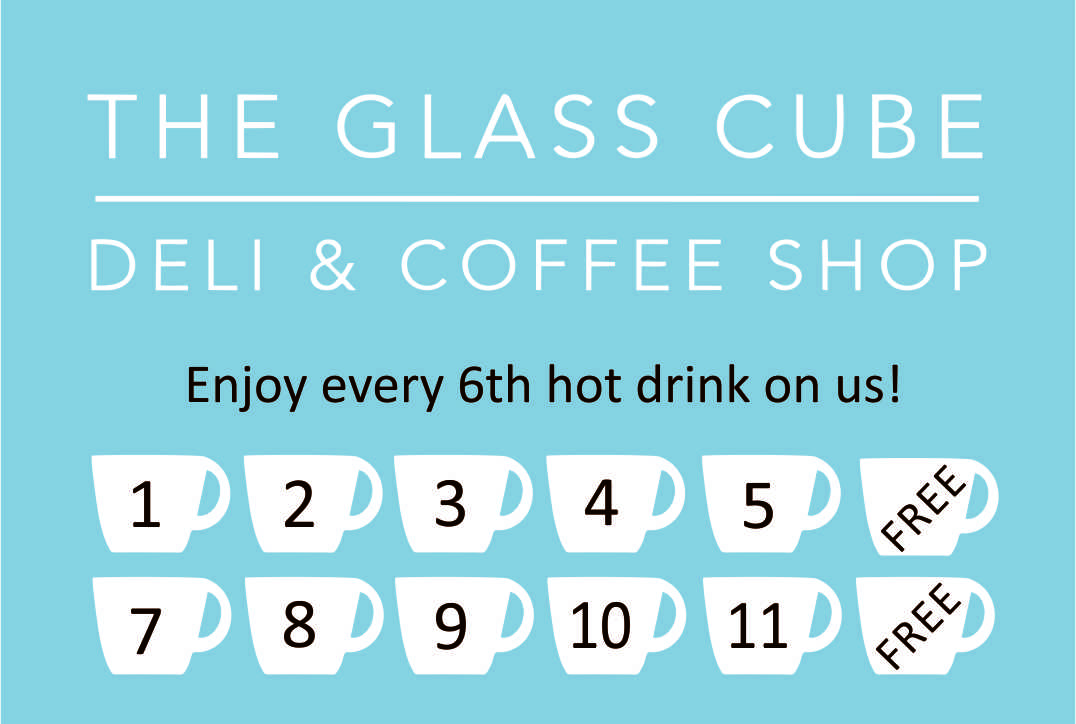 THE GLASS CUBE
DELI & COFFEE SHOP
Enjoy every 6th hot drink on us!
1 2 3 4 5 FREE
7 8 9 10 11 FREE